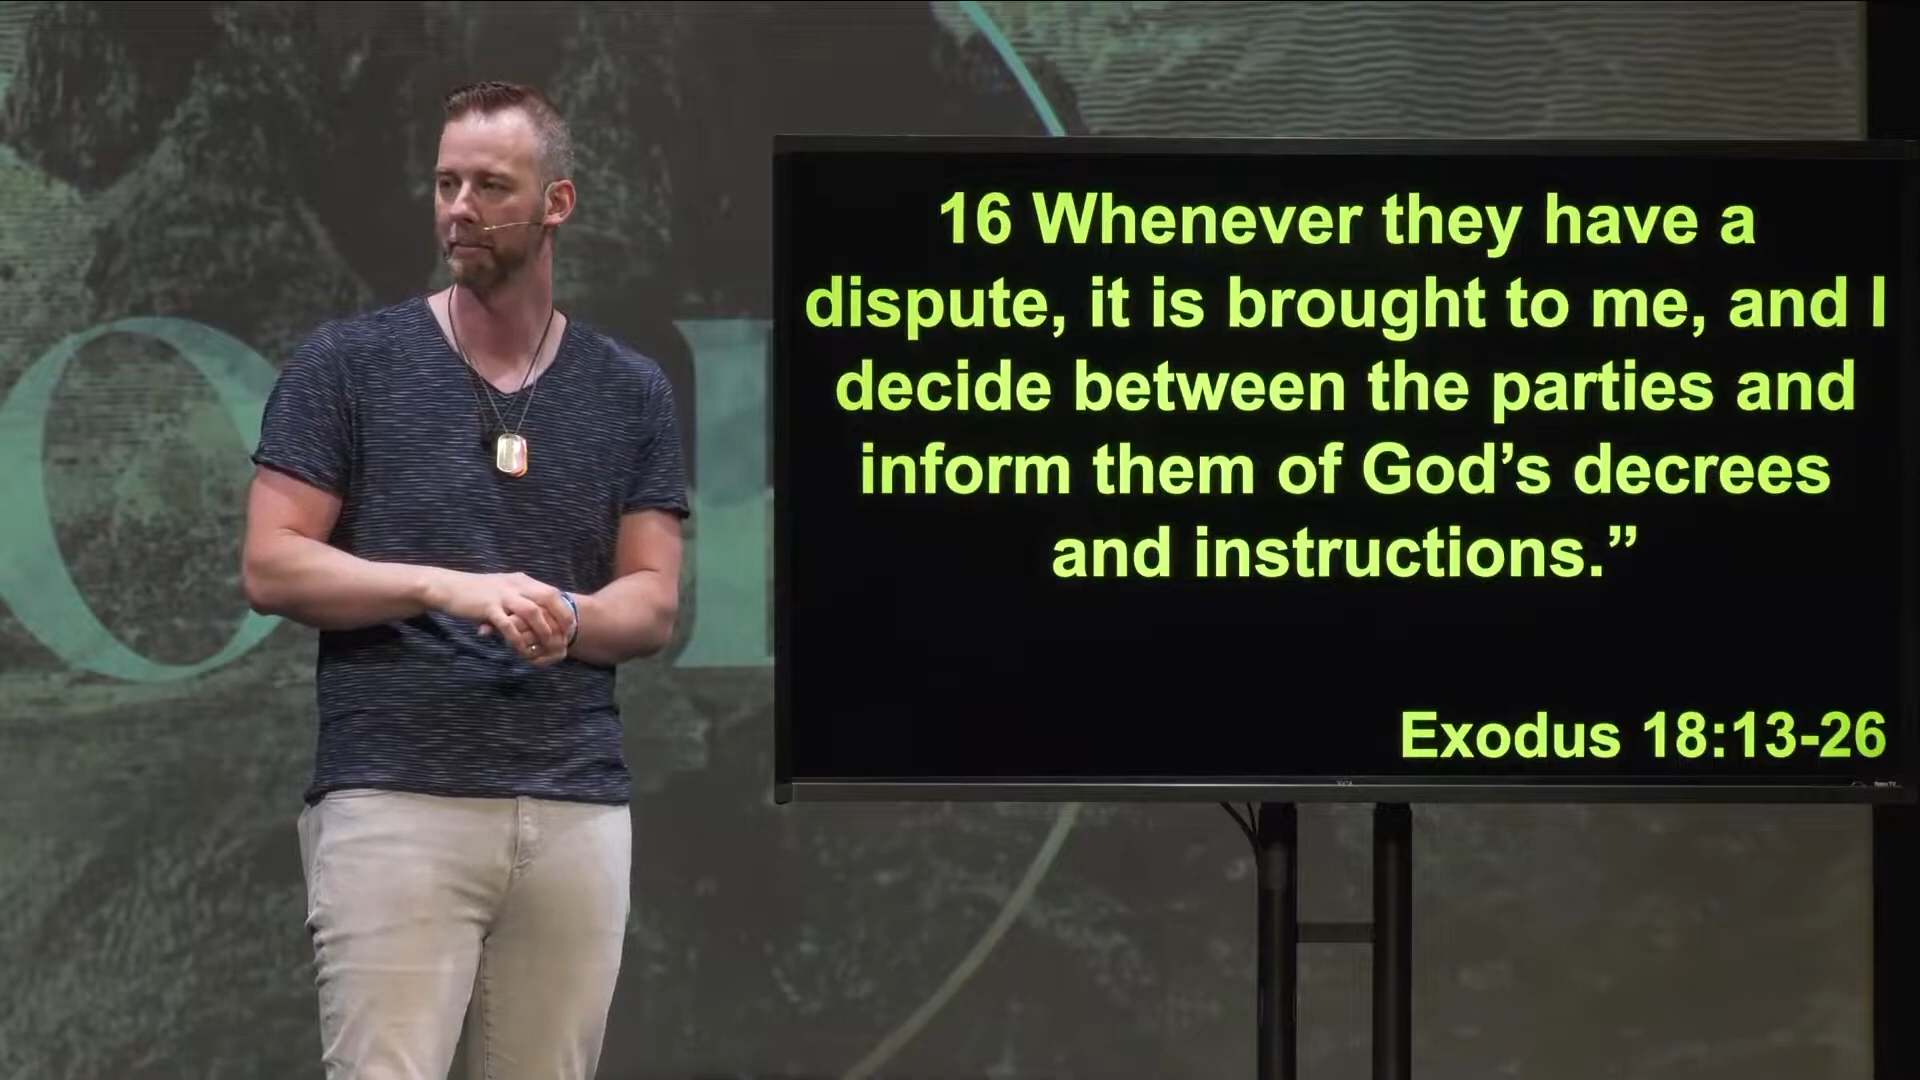 16 Whenever they have a
dispute, it is brought to me, and I
decide between the parties and
inform them of God’s decrees
and instructions.”
Exodus 18:13-26